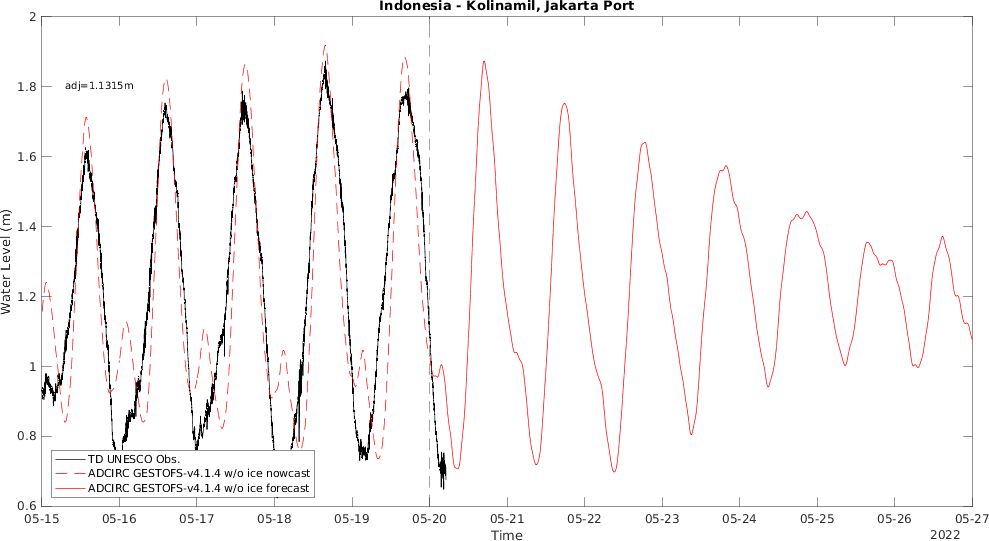 Indonesia - Kolinamil, Jakarta Port
2
1.8
1.6
1.4
1.2
1
0.8
0.6
Water Level (m)
adj=1.1315m
TD UNESCO Obs.
ADCIRC GESTOFS-v4.1.4 w/o ice nowcast
ADCIRC GESTOFS-v4.1.4 w/o ice forecast
05-15 05-16 05-17 05-18 05-19 05-20 05-21 05-22 05-23 05-24 05-25 05-26 05-27
Time
2022